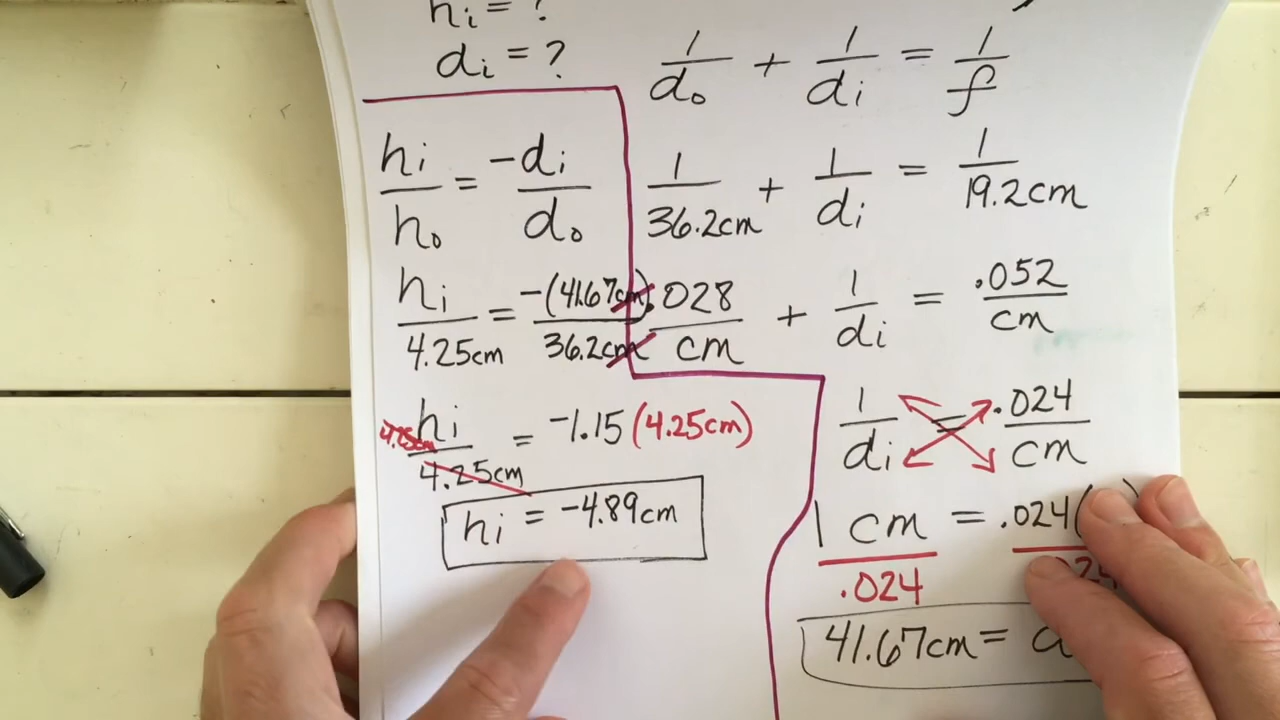 hi = ?
di = ?
1/do + 1/di = 1/f
hi/ho = -di/do
1/36.2cm + 1/di = 1/19.2cm
hi/4.25cm = -(41.67cm)/36.2cm
.028/cm + 1/di = .052/cm
4.25cm hi/4.25cm = -1.15 (4.25cm)
hi = -4.89cm
1/di = .024/cm
1 cm/.024 = .024(
41.67cm =